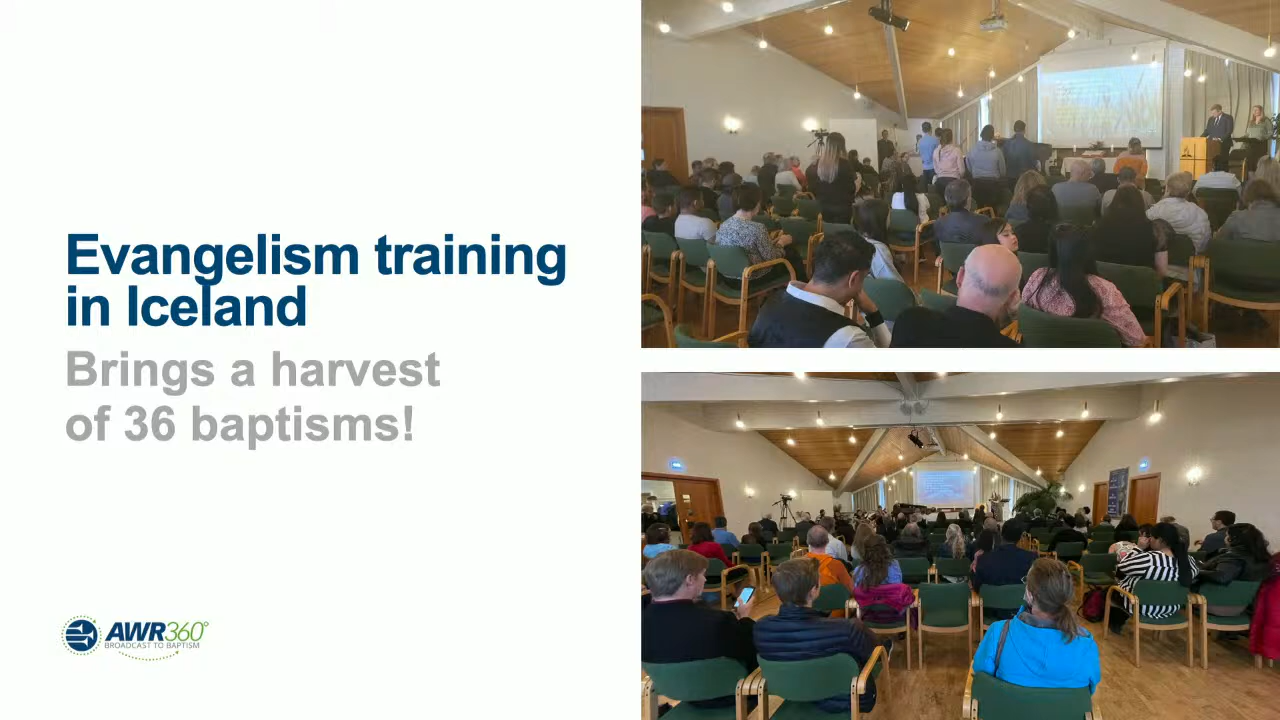 Evangelism training
in Iceland
Brings a harvest
of 36 baptisms!
AWR360°
BROADCAST TO BAPTISM